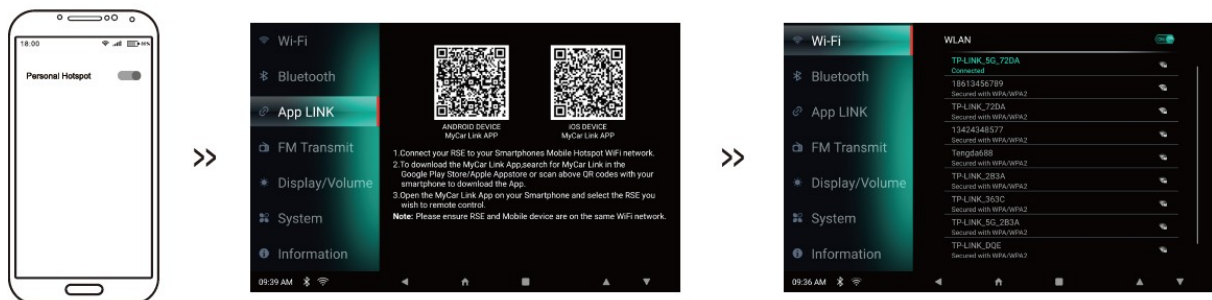 18:00
Personal Hotspot
»
Wi-Fi
Bluetooth
App LINK
FM Transmit
Display/Volume
System
Information
09:39 AM
ANDROID DEVICE
MyCar Link APP
iOS DEVICE
MyCar Link APP
1.Connect your RSE to your Smartphones Mobile Hotspot WiFi network.
2.To download the MyCar Link App,search for MyCar Link in the
Google Play Store/Apple Appstore or scan above QR codes with your
smartphone to download the App.
3.Open the MyCar Link App on your Smartphone and select the RSE you
wish to remote control.
Note: Please ensure RSE and Mobile device are on the same WiFi network.
»
Wi-Fi
Bluetooth
App LINK
FM Transmit
Display/Volume
System
Information
09:36 AM
WLAN
TP-LINK_5G_72DA
Connected
18613456789
Secured with WPA/WPA2
TP-LINK_72DA
Secured with WPA/WPA2
13424348577
Secured with WPA/WPA2
Tengda688
Secured with WPA/WPA2
TP-LINK_2B3A
Secured with WPA/WPA2
TP-LINK_363C
Secured with WPA/WPA2
TP-LINK_5G_2B3A
Secured with WPA/WPA2
TP-LINK_DQE
Secured with WPA/WPA2